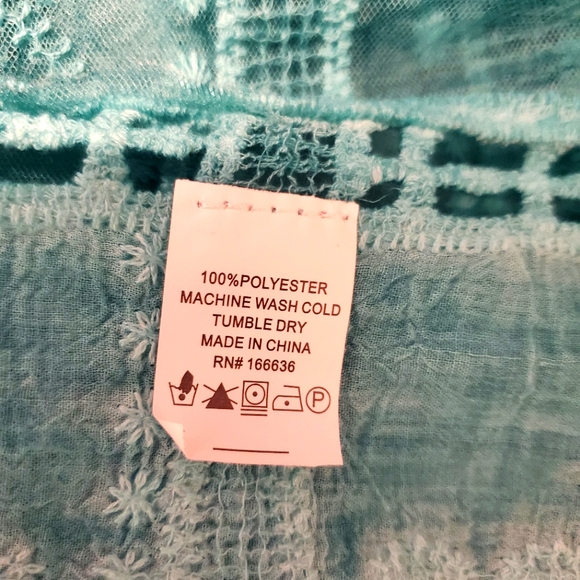 100%POLYESTER
MACHINE WASH COLD
TUMBLE DRY
MADE IN CHINA
RN# 166636
P